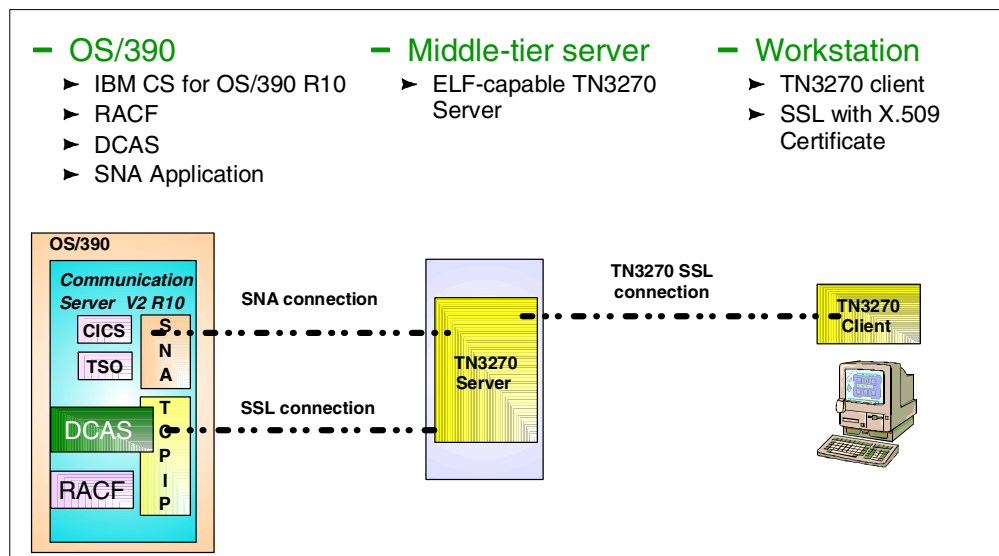 – OS/390
➤ IBM CS for OS/390 R10
➤ RACF
➤ DCAS
➤ SNA Application
– Middle-tier server
➤ ELF-capable TN3270
Server
– Workstation
➤ TN3270 client
➤ SSL with X.509
Certificate
OS/390
Communication
Server V2 R10
CICS
TSO
S
N
A
DCAS
RACF
T
C
P
I
P
SNA connection
SSL connection
TN3270
Server
TN3270 SSL
connection
TN3270
Client